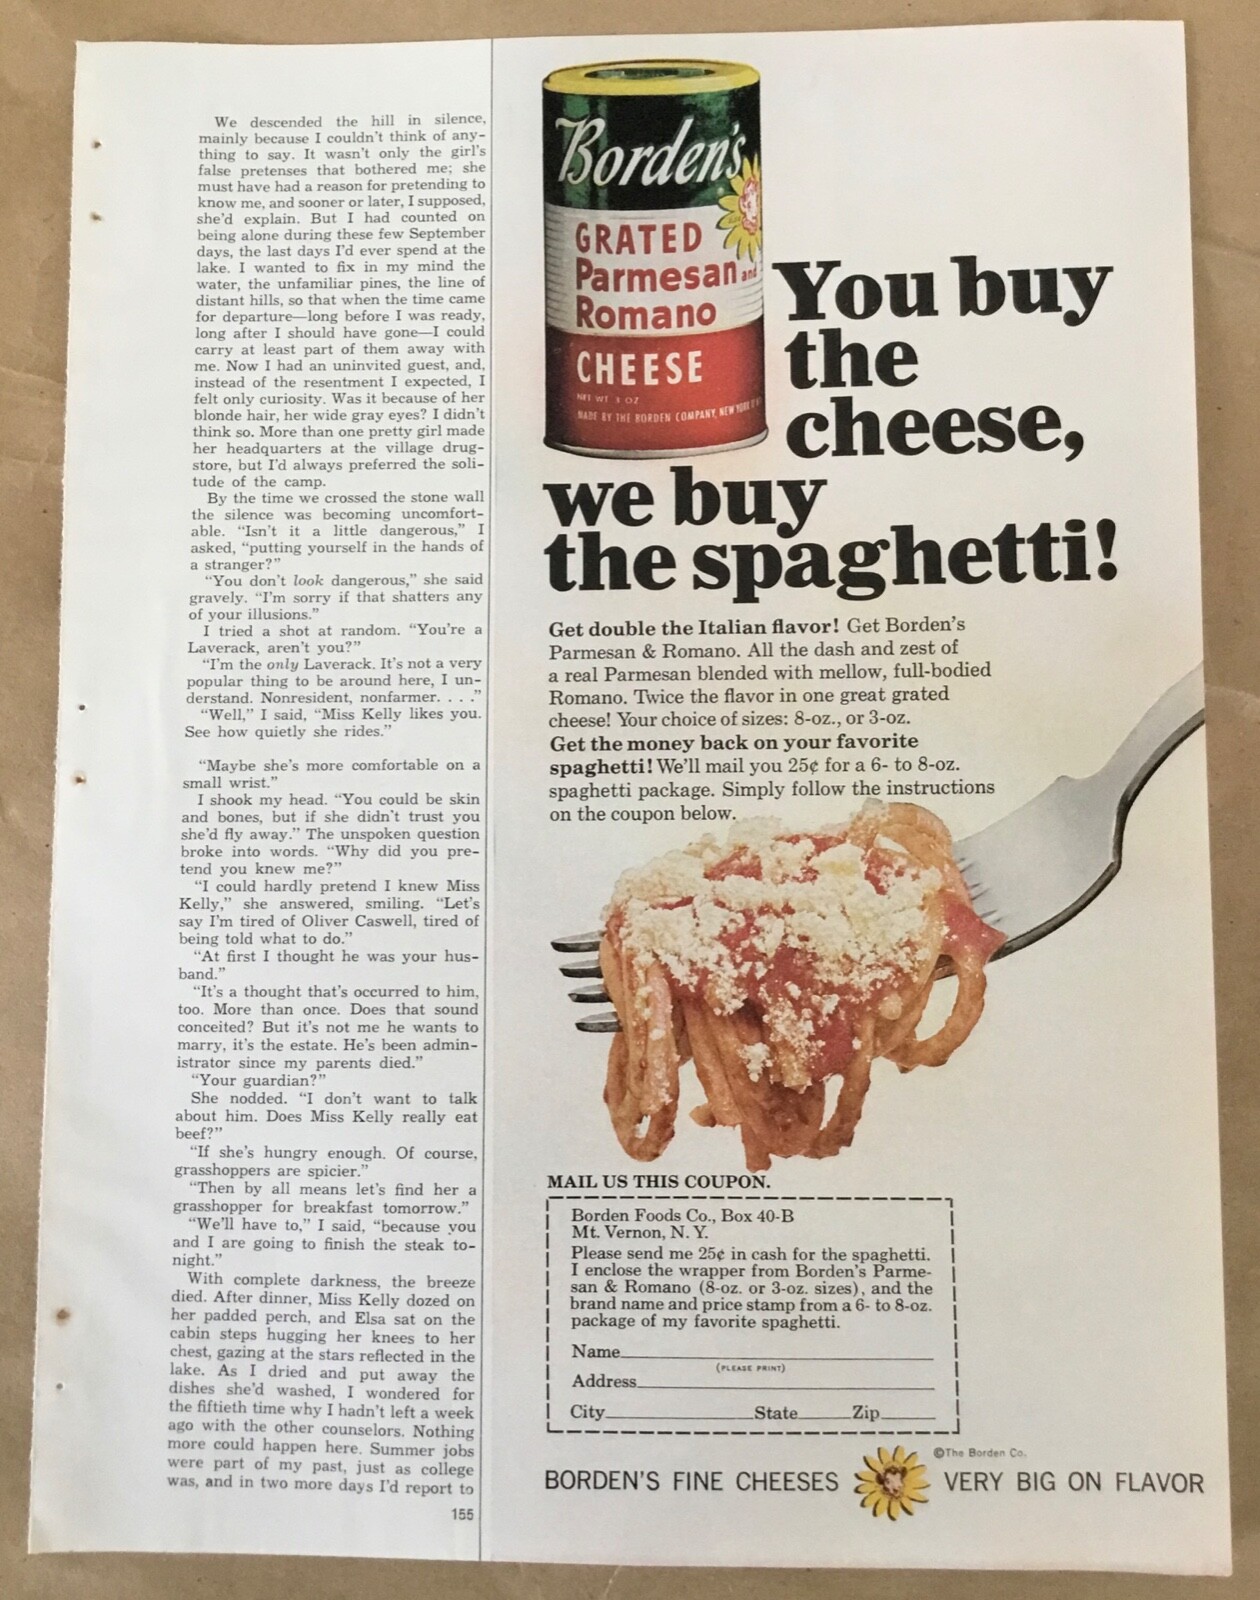 We descended the hill in silence,
mainly because I couldn't think of any-
thing to say. It wasn't only the girl's
false pretenses that bothered me; she
must have had a reason for pretending to
know me, and sooner or later, I supposed,
she'd explain. But I had counted on
being alone during these few September
days, the last days I'd ever spend at the
lake. I wanted to fix in my mind the
water, the unfamiliar pines, the line of
distant hills, so that when the time came
for departure—long before I was ready,
long after I should have gone—I could
carry at least part of them away with
me. Now I had an uninvited guest, and,
instead of the resentment I expected, I
felt only curiosity. Was it because of her
blonde hair, her wide gray eyes? I didn't
think so. More than one pretty girl made
her headquarters at the village drug-
store, but I'd always preferred the soli-
tude of the camp.
By the time we crossed the stone wall
the silence was becoming uncomfort-
able. “Isn't it a little dangerous,” I
asked, “putting yourself in the hands of
a stranger?”
“You don't look dangerous,” she said
gravely. “I'm sorry if that shatters any
of your illusions.”
I tried a shot at random. “You're a
Laverack, aren't you?”
“I'm the only Laverack. It's not a very
popular thing to be around here, I un-
derstand. Nonresident, nonfarmer. . . .”
“Well,” I said, “Miss Kelly likes you.
See how quietly she rides.”
“Maybe she's more comfortable on a
small wrist.”
I shook my head. “You could be skin
and bones, but if she didn't trust you
she'd fly away.” The unspoken question
broke into words. “Why did you pre-
tend you knew me?”
“I could hardly pretend I knew Miss
Kelly,” she answered, smiling. “Let's
say I'm tired of Oliver Caswell, tired of
being told what to do.”
“At first I thought he was your hus-
band.”
“It's a thought that's occurred to him,
too. More than once. Does that sound
conceited? But it's not me he wants to
marry, it's the estate. He's been admin-
istrator since my parents died.”
“Your guardian?”
She nodded. “I don't want to talk
about him. Does Miss Kelly really eat
beef?”
“If she's hungry enough. Of course,
grasshoppers are spicier.”
“Then by all means let's find her a
grasshopper for breakfast tomorrow.”
“We'll have to,” I said, “because you
and I are going to finish the steak to-
night.”
With complete darkness, the breeze
died. After dinner, Miss Kelly dozed on
her padded perch, and Elsa sat on the
cabin steps hugging her knees to her
chest, gazing at the stars reflected in the
lake. As I dried and put away the
dishes she'd washed, I wondered for
the fiftieth time why I hadn't left a week
ago with the other counselors. Nothing
more could happen here. Summer jobs
were part of my past, just as college
was, and in two more days I'd report to
155
Borden's
GRATED
Parmesan and
Romano
CHEESE
NET WT 3 OZ
MADE BY THE BORDEN COMPANY, NEW YORK
You buy
the
cheese,
we buy
the spaghetti!
Get double the Italian flavor! Get Borden's
Parmesan & Romano. All the dash and zest of
a real Parmesan blended with mellow, full-bodied
Romano. Twice the flavor in one great grated
cheese! Your choice of sizes: 8-oz., or 3-oz.
Get the money back on your favorite
spaghetti! We'll mail you 25¢ for a 6- to 8-oz.
spaghetti package. Simply follow the instructions
on the coupon below.
MAIL US THIS COUPON.
Borden Foods Co., Box 40-B
Mt. Vernon, N. Y.
Please send me 25¢ in cash for the spaghetti.
I enclose the wrapper from Borden's Parme-
san & Romano (8-oz. or 3-oz. sizes), and the
brand name and price stamp from a 6- to 8-oz.
package of my favorite spaghetti.
Name
(PLEASE PRINT)
Address
City State Zip
©The Borden Co.
BORDEN'S FINE CHEESES VERY BIG ON FLAVOR